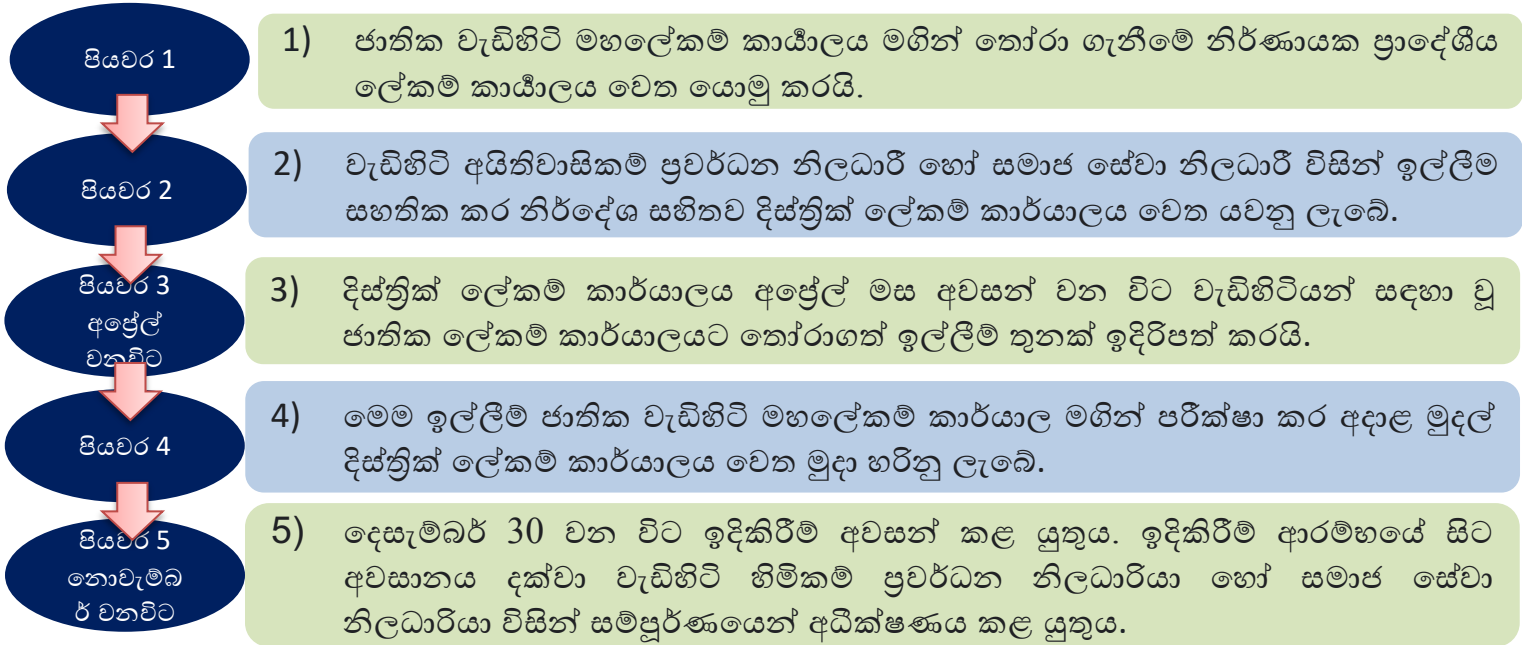 පියවර 1
1) ජාතික වැඩිහිටි මහලේකම් කාර්‍යාලය මගින් තෝරා ගැනීමේ නිර්ණායක ප්‍රාදේශීය
ලේකම් කාර්‍යාලය වෙත යොමු කරයි.
පියවර 2
2) වැඩිහිටි අයිතිවාසිකම් ප්‍රවර්ධන නිලධාරී හෝ සමාජ සේවා නිලධාරී විසින් ඉල්ලීම
සහතික කර නිර්දේශ සහිතව දිස්ත්‍රික් ලේකම් කාර්යාලය වෙත යවනු ලැබේ.
පියවර 3
අප්‍රේල්
වනවිට
3) දිස්ත්‍රික් ලේකම් කාර්යාලය අප්‍රේල් මස අවසන් වන විට වැඩිහිටියන් සඳහා වූ
ජාතික ලේකම් කාර්යාලයට තෝරාගත් ඉල්ලීම් තුනක් ඉදිරිපත් කරයි.
පියවර 4
4) මෙම ඉල්ලීම් ජාතික වැඩිහිටි මහලේකම් කාර්යාල මගින් පරීක්ෂා කර අදාළ මුදල්
දිස්ත්‍රික් ලේකම් කාර්යාලය වෙත මුදා හරිනු ලැබේ.
පියවර 5
නොවැම්බ
ර් වනවිට
5) දෙසැම්බර් 30 වන විට ඉදිකිරීම් අවසන් කළ යුතුය. ඉදිකිරීම් ආරම්භයේ සිට
අවසානය දක්වා වැඩිහිටි හිමිකම් ප්‍රවර්ධන නිලධාරියා හෝ සමාජ සේවා
නිලධාරියා විසින් සම්පූර්ණයෙන් අධීක්ෂණය කළ යුතුය.